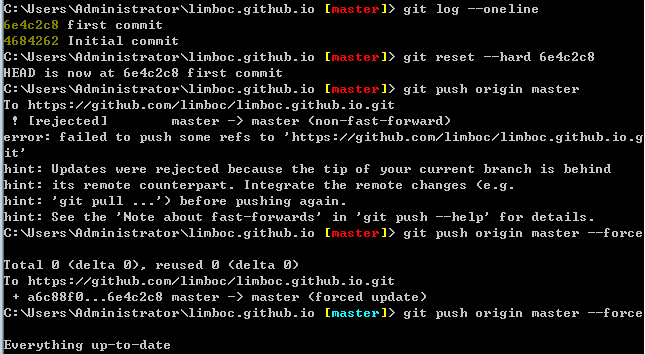 C:\Users\Administrator\limboc.github.io [master]> git log --oneline
6e4c2c8 first commit
4684262 Initial commit
C:\Users\Administrator\limboc.github.io [master]> git reset --hard 6e4c2c8
HEAD is now at 6e4c2c8 first commit
C:\Users\Administrator\limboc.github.io [master]> git push origin master
To https://github.com/limboc/limboc.github.io.git
 ! [rejected]        master -> master (non-fast-forward)
error: failed to push some refs to 'https://github.com/limboc/limboc.github.io.g
it'
hint: Updates were rejected because the tip of your current branch is behind
hint: its remote counterpart. Integrate the remote changes (e.g.
hint: 'git pull ...') before pushing again.
hint: See the 'Note about fast-forwards' in 'git push --help' for details.
C:\Users\Administrator\limboc.github.io [master]> git push origin master --force
Total 0 (delta 0), reused 0 (delta 0)
To https://github.com/limboc/limboc.github.io.git
 + a6c88f0...6e4c2c8 master -> master (forced update)
C:\Users\Administrator\limboc.github.io [master]> git push origin master --force
Everything up-to-date